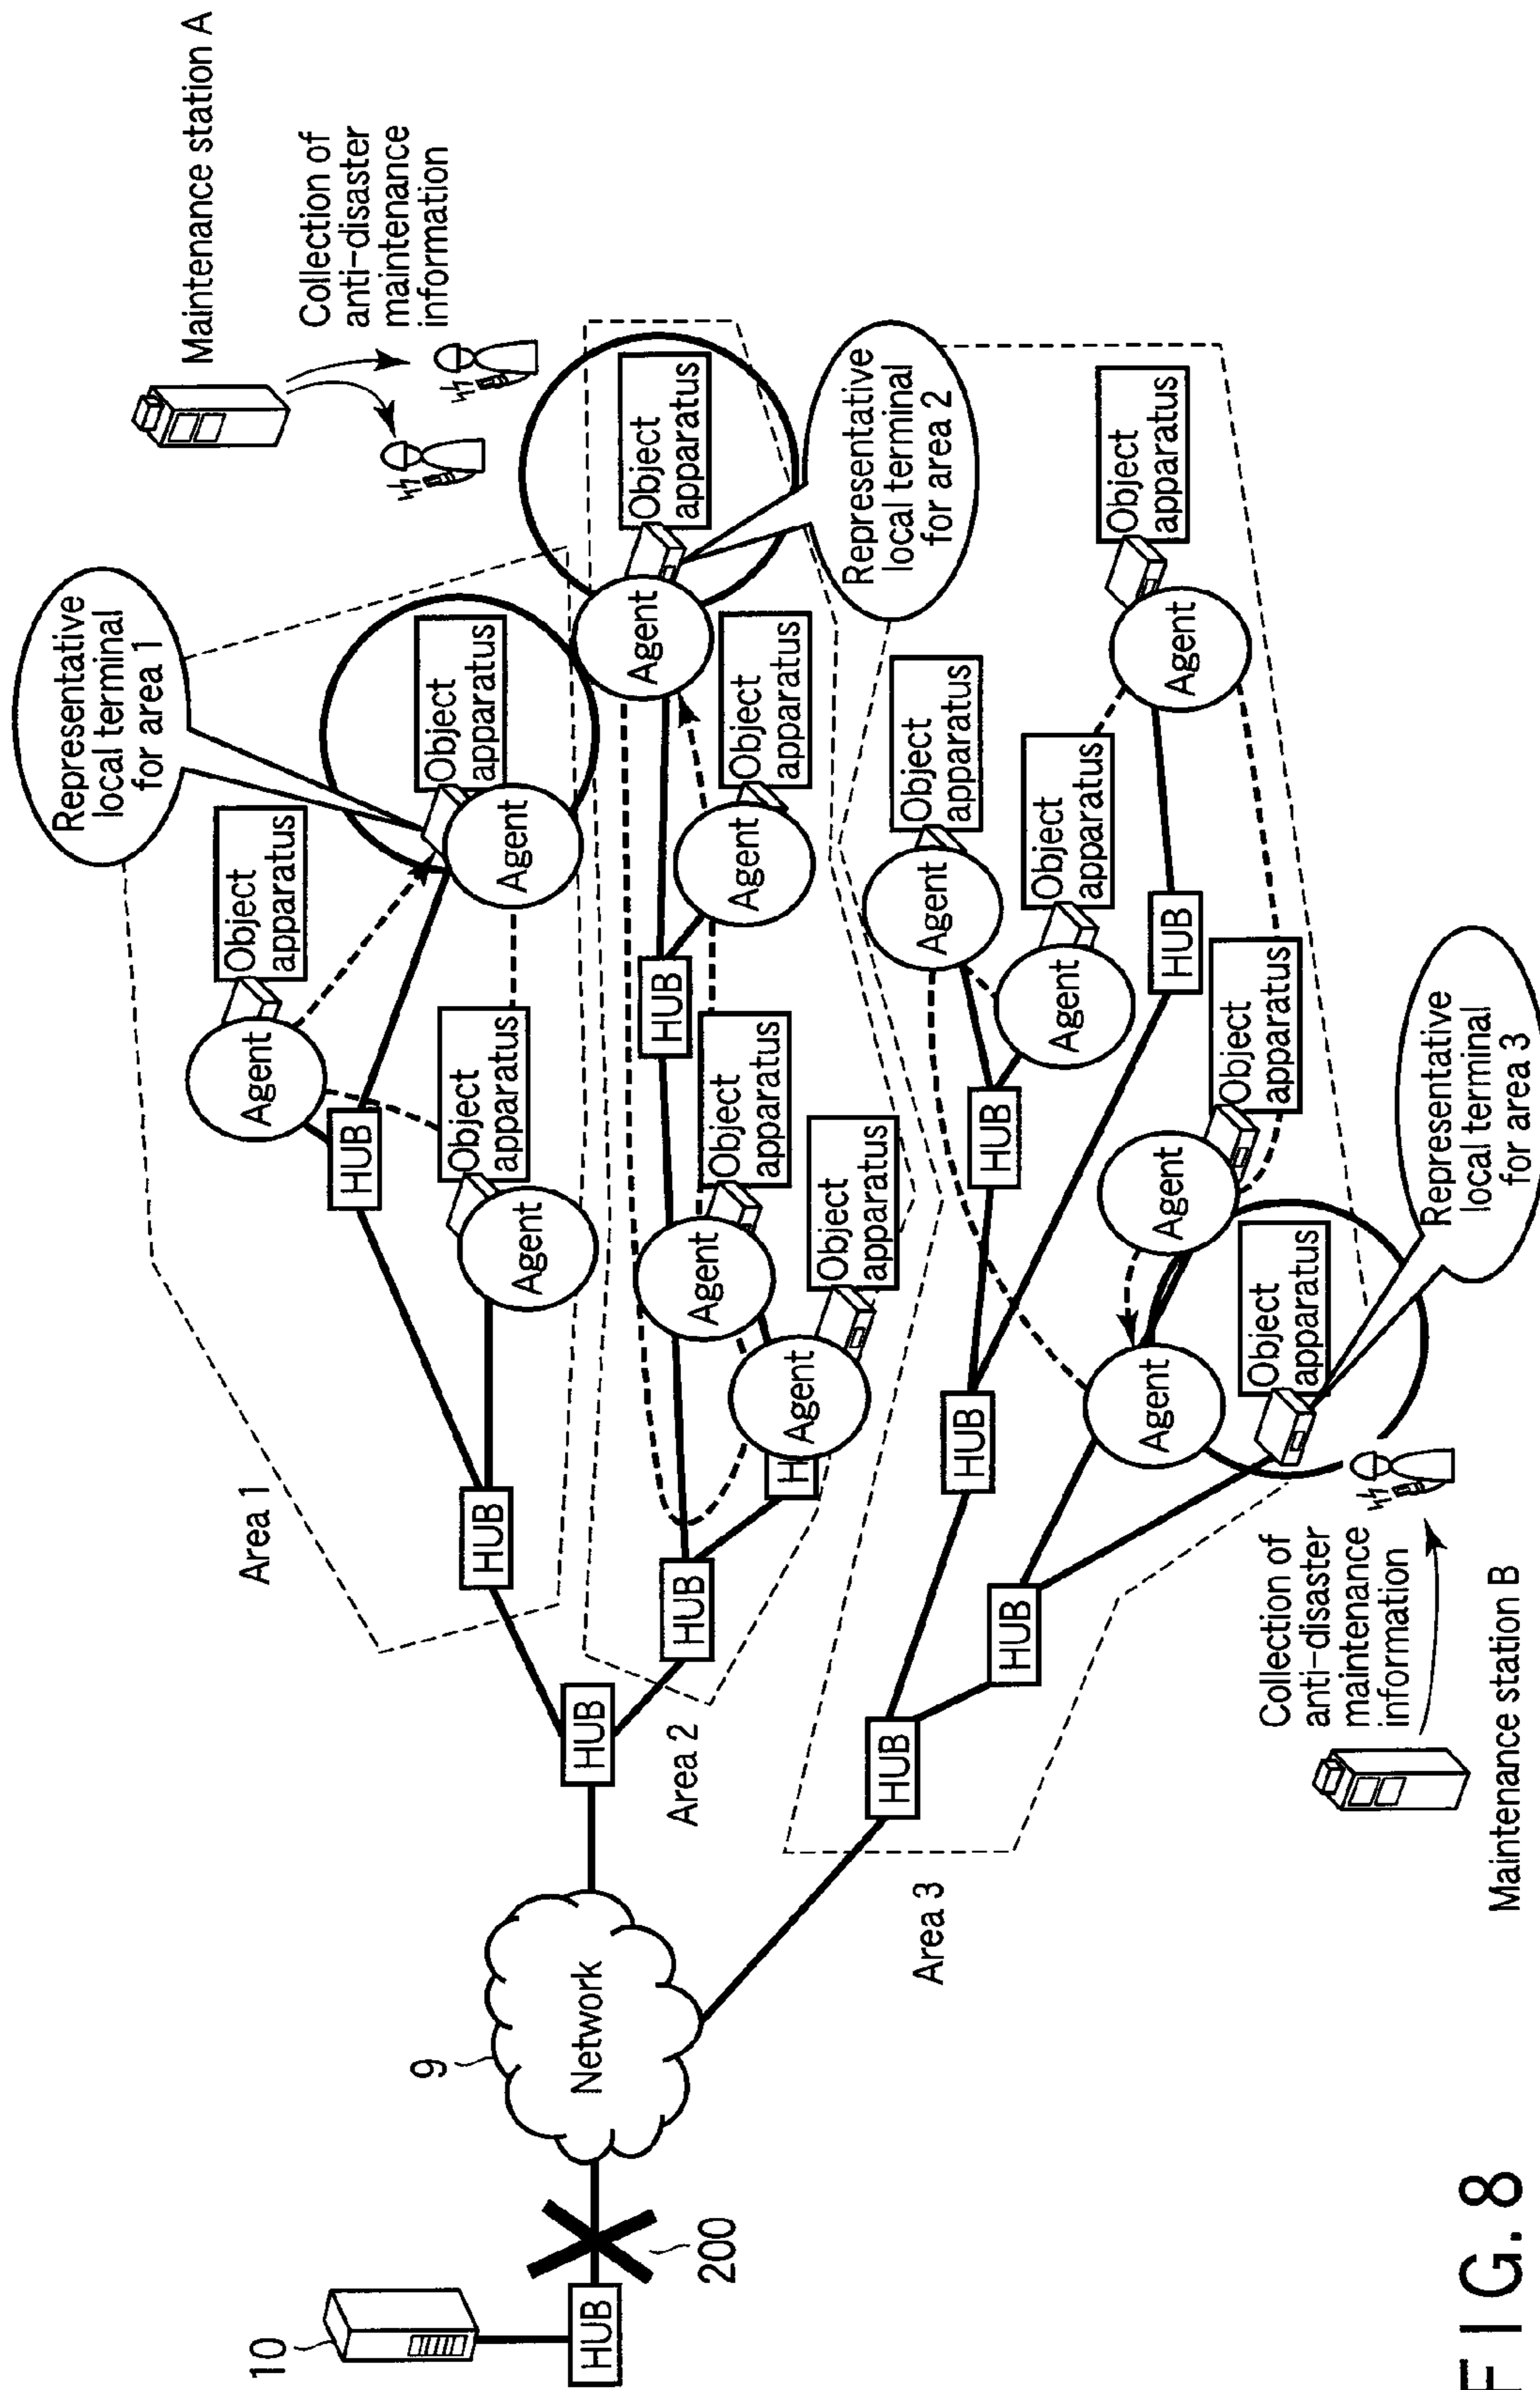 10
HUB
200
9
Network
HUB
Area 1
HUB
HUB
Agent
Object
apparatus
Agent
Object
apparatus
Agent
Object
apparatus
Representative
local terminal
for area 1
Maintenance station A
Collection of
anti-disaster
maintenance
information
Area 2
HUB
H
HUB
Agent
Object
apparatus
Agent
Object
apparatus
Agent
Object
apparatus
Agent
Object
apparatus
Representative
local terminal
for area 2
Area 3
HUB
HUB
HUB
HUB
HUB
Agent
Object
apparatus
Agent
Object
apparatus
Agent
Object
apparatus
Agent
Object
apparatus
Agent
Object
apparatus
Representative
local terminal
for area 3
Collection of
anti-disaster
maintenance
information
Maintenance station B
FIG. 8